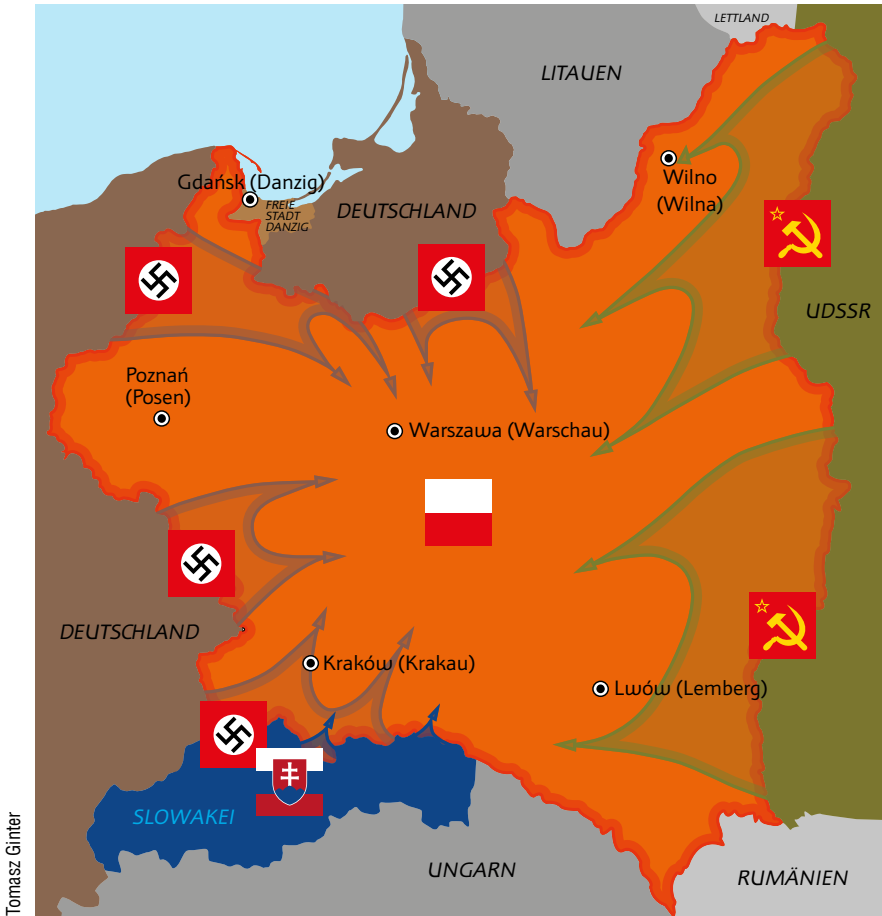 LETTLAND
LITAUEN
Wilno
(Wilna)
Gdańsk (Danzig)
FREIE
STADT
DANZIG
DEUTSCHLAND
UDSSR
Poznań
(Posen)
Warszawa (Warschau)
DEUTSCHLAND
Kraków (Krakau)
Lwów (Lemberg)
SLOWAKEI
UNGARN
RUMÄNIEN
Tomasz Ginter